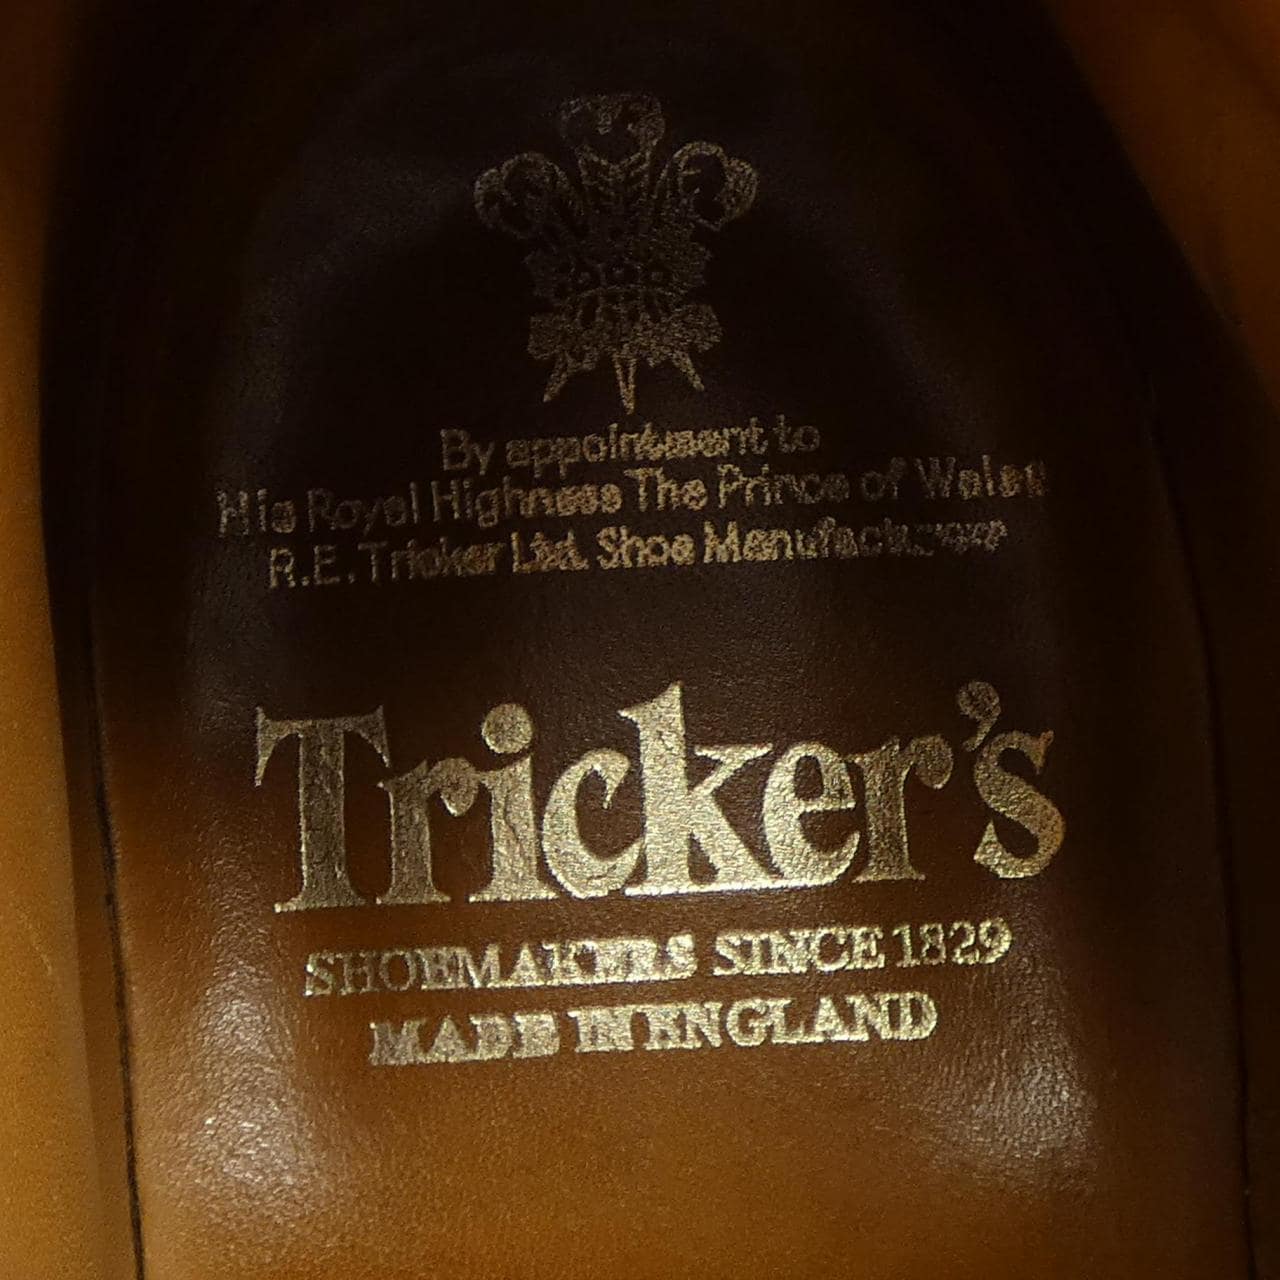 By appointment to
His Royal Highness The Prince of Wales
R.E. Tricker Ltd. Shoe Manufacturer
Tricker's
SHOEMAKERS SINCE 1829
MADE IN ENGLAND